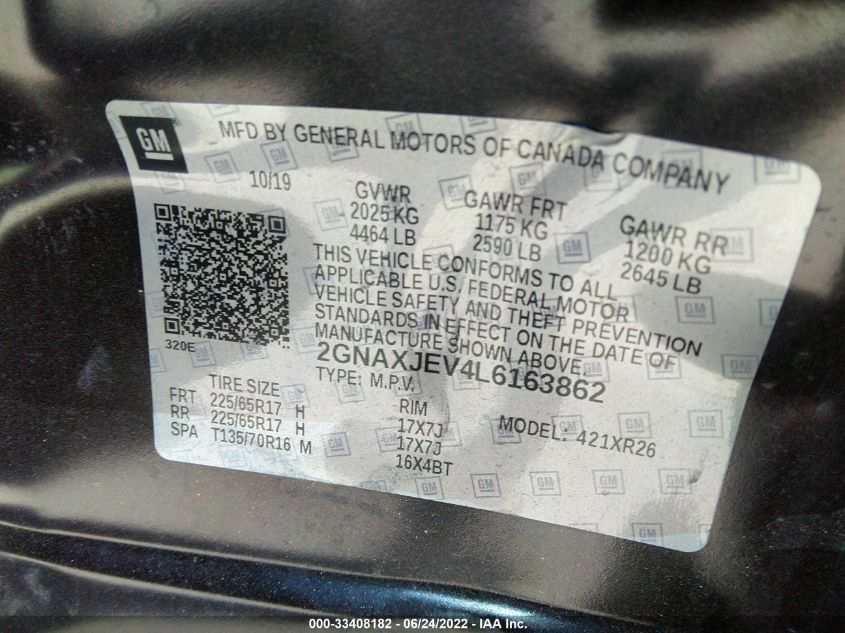 GM
MFD BY GENERAL MOTORS OF CANADA COMPANY
10/19
GVWR
2025 KG
4464 LB
GAWR FRT
1175 KG
2590 LB
GAWR RR
1200 KG
2645 LB
THIS VEHICLE CONFORMS TO ALL
APPLICABLE U.S. FEDERAL MOTOR
VEHICLE SAFETY AND THEFT PREVENTION
STANDARDS IN EFFECT ON THE DATE OF
MANUFACTURE SHOWN ABOVE.
320E
2GNAXJEV4L6163862
TYPE: M.P.V.
MODEL: 421XR26
TIRE SIZE RIM
FRT 225/65R17 H 17X7J
RR 225/65R17 H 17X7J
SPA T135/70R16 M 16X4BT
000-33408182 - 06/24/2022 - IAA Inc.